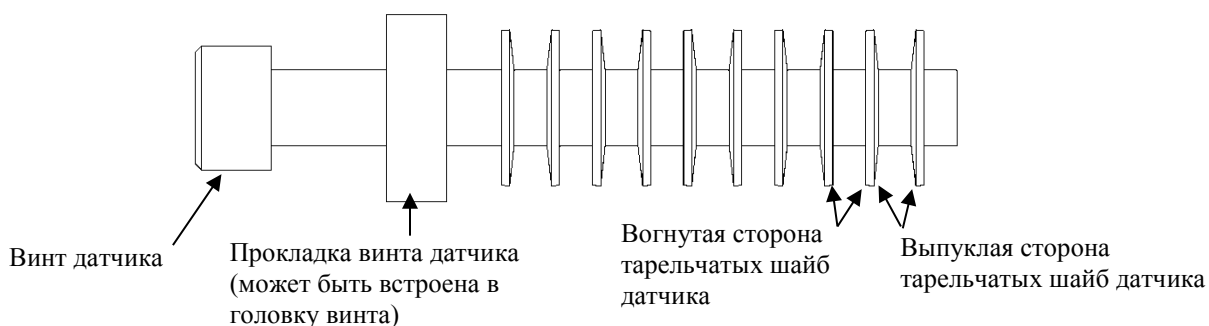 Винт датчика
Прокладка винта датчика
(может быть встроена в
головку винта)
Вогнутая сторона
тарельчатых шайб
датчика
Выпуклая сторона
тарельчатых шайб датчика